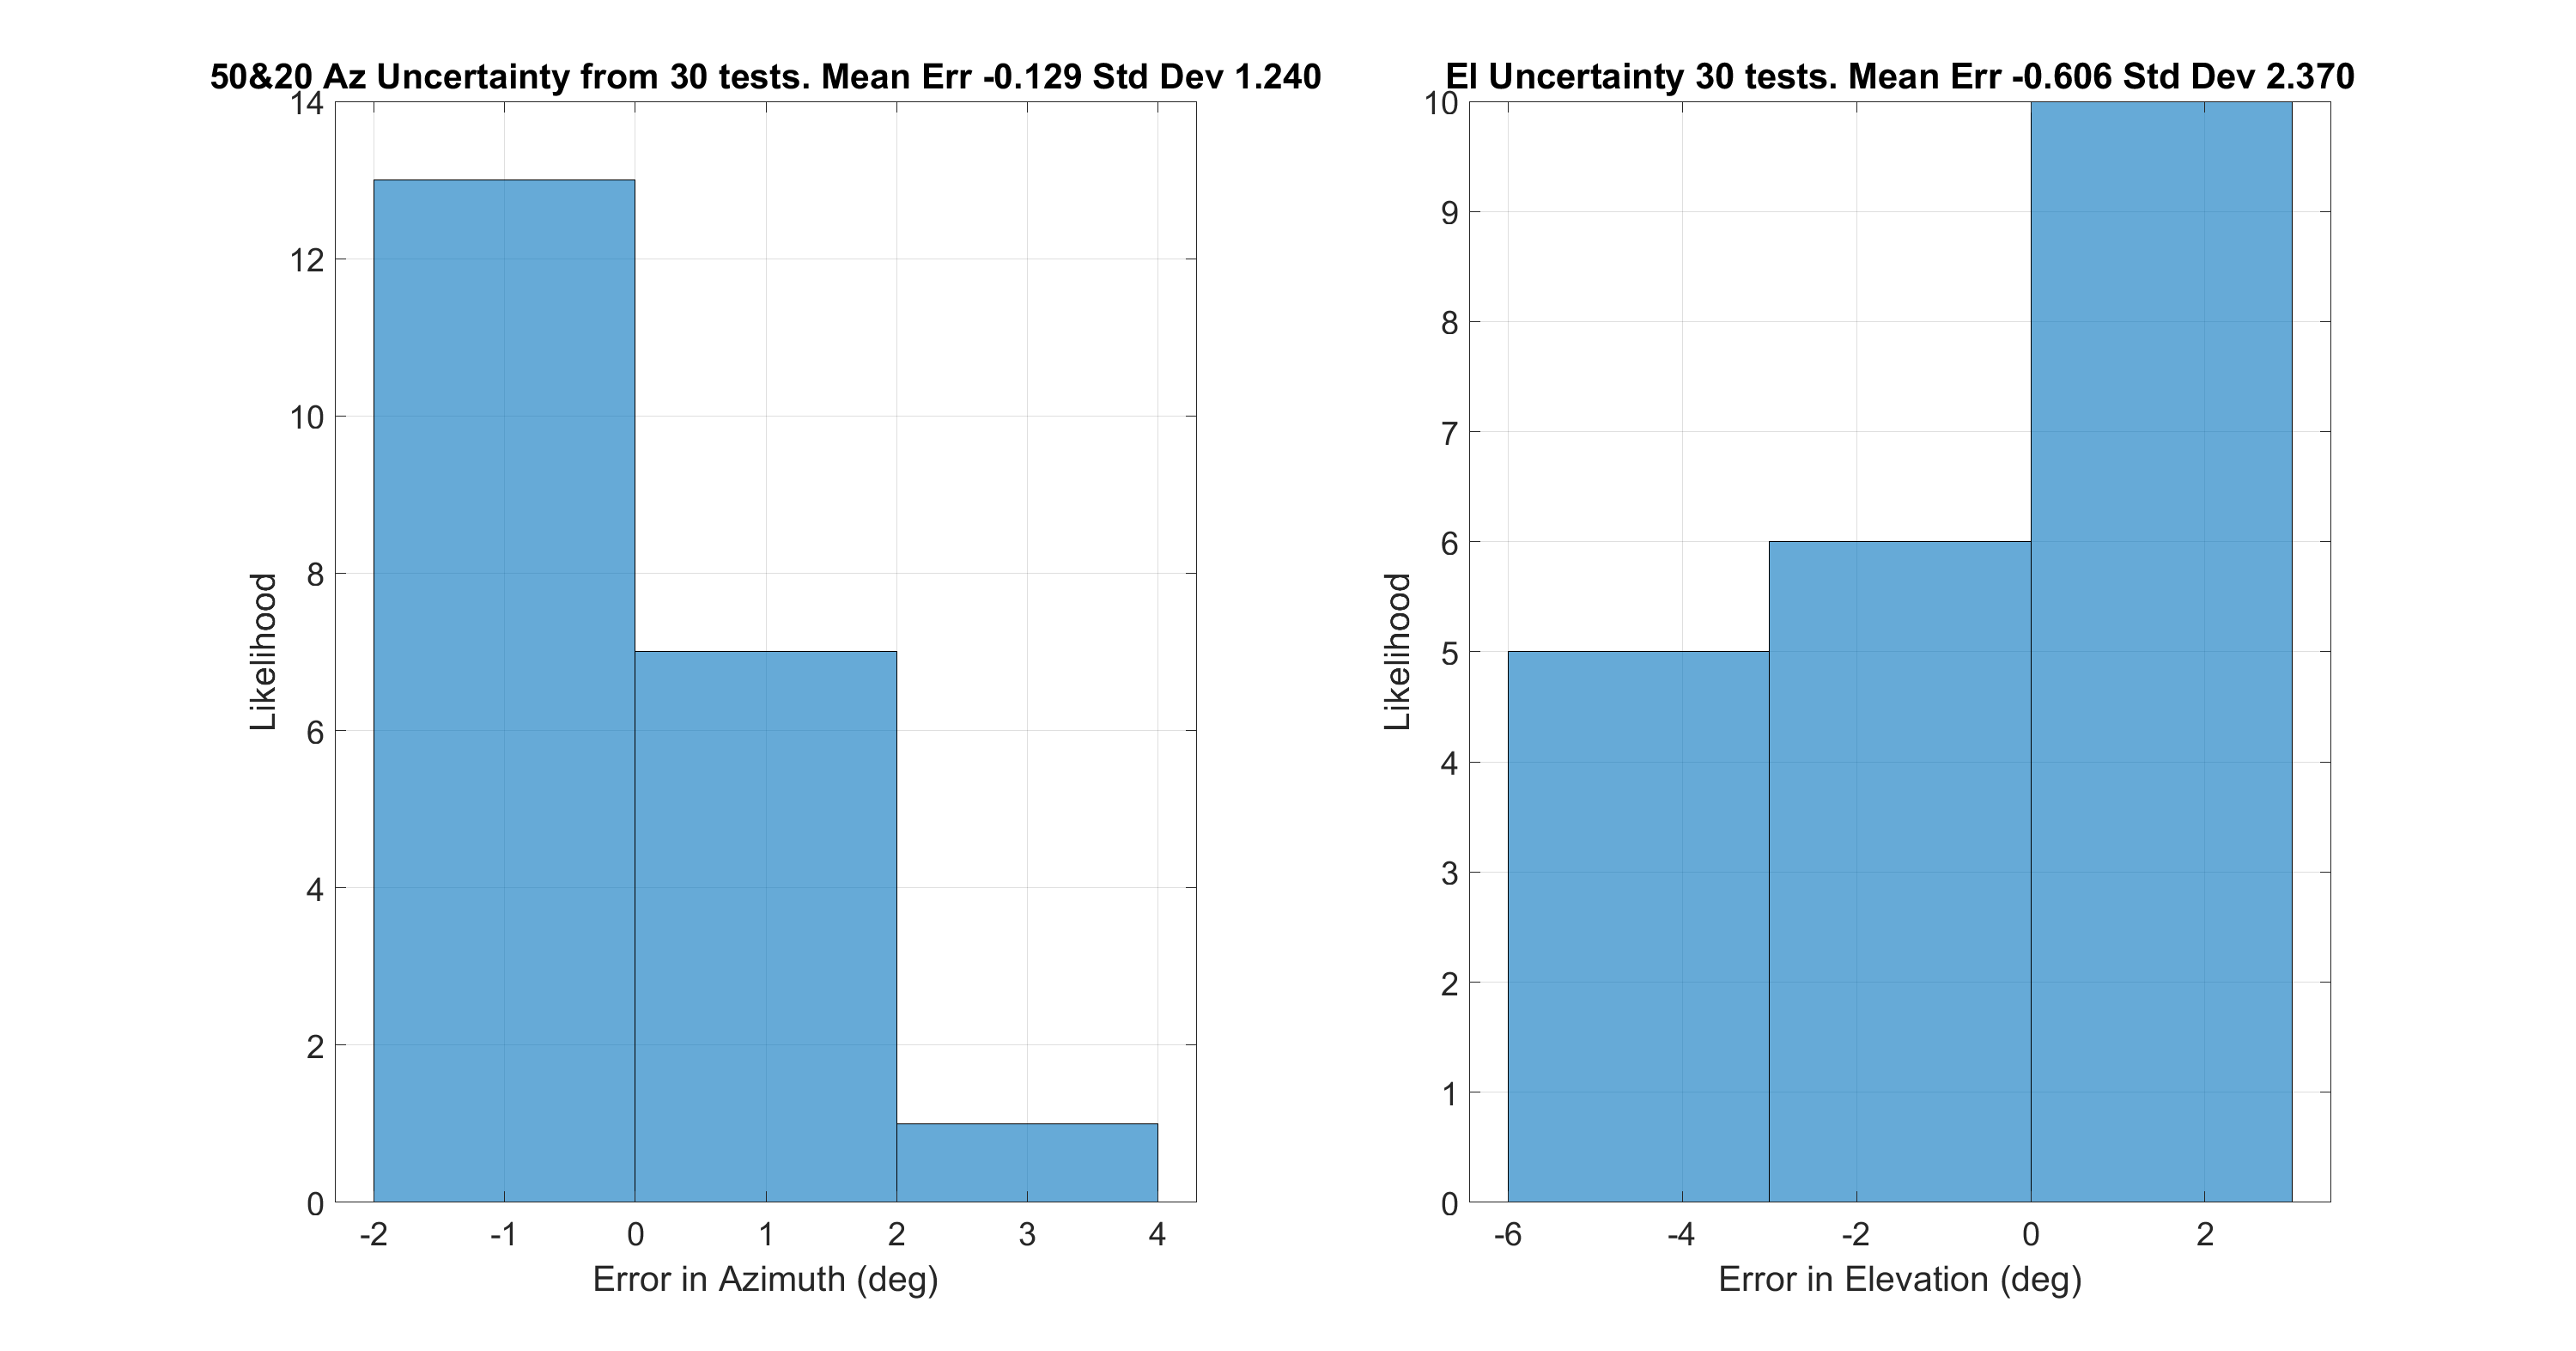 50&20 Az Uncertainty from 30 tests. Mean Err -0.129 Std Dev 1.240
14
12
10
8
6
4
2
0
Likelihood
-2 -1 0 1 2 3 4
Error in Azimuth (deg)
El Uncertainty 30 tests. Mean Err -0.606 Std Dev 2.370
10
9
8
7
6
5
4
3
2
1
0
Likelihood
-6 -4 -2 0 2
Error in Elevation (deg)